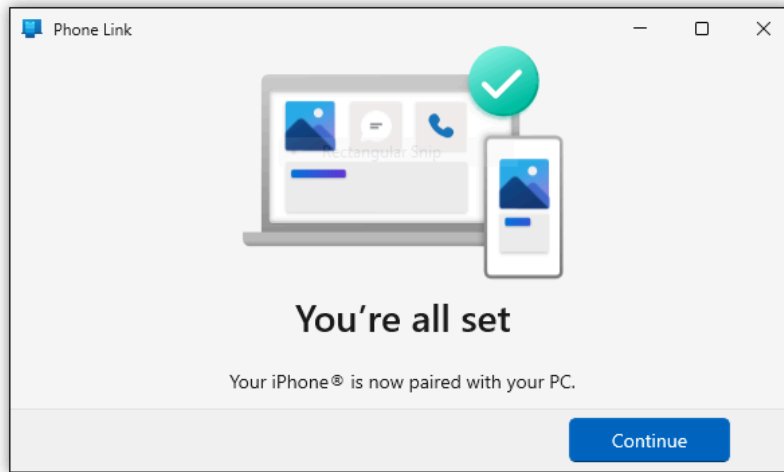 Phone Link
Rectangular Snip
You're all set
Your iPhone® is now paired with your PC.
Continue